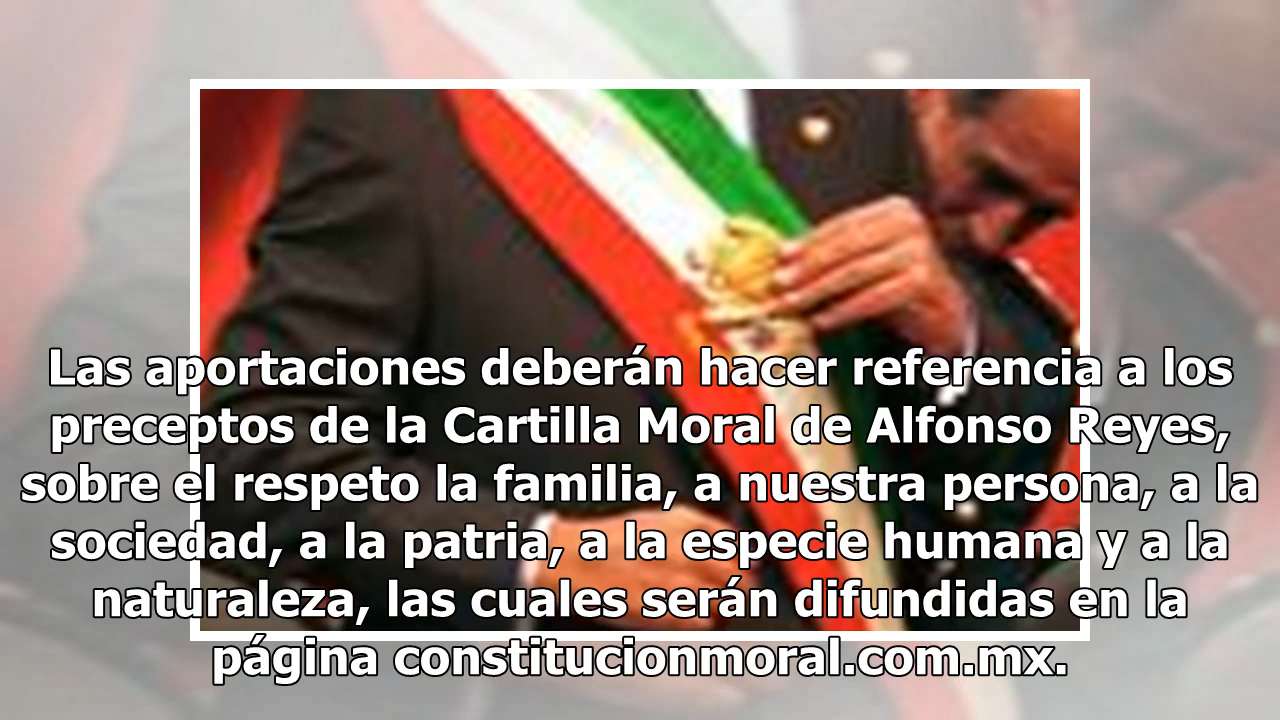 Las aportaciones deberán hacer referencia a los
preceptos de la Cartilla Moral de Alfonso Reyes,
sobre el respeto la familia, a nuestra persona, a la
sociedad, a la patria, a la especie humana y a la
naturaleza, las cuales serán difundidas en la
página constitucionmoral.com.mx.